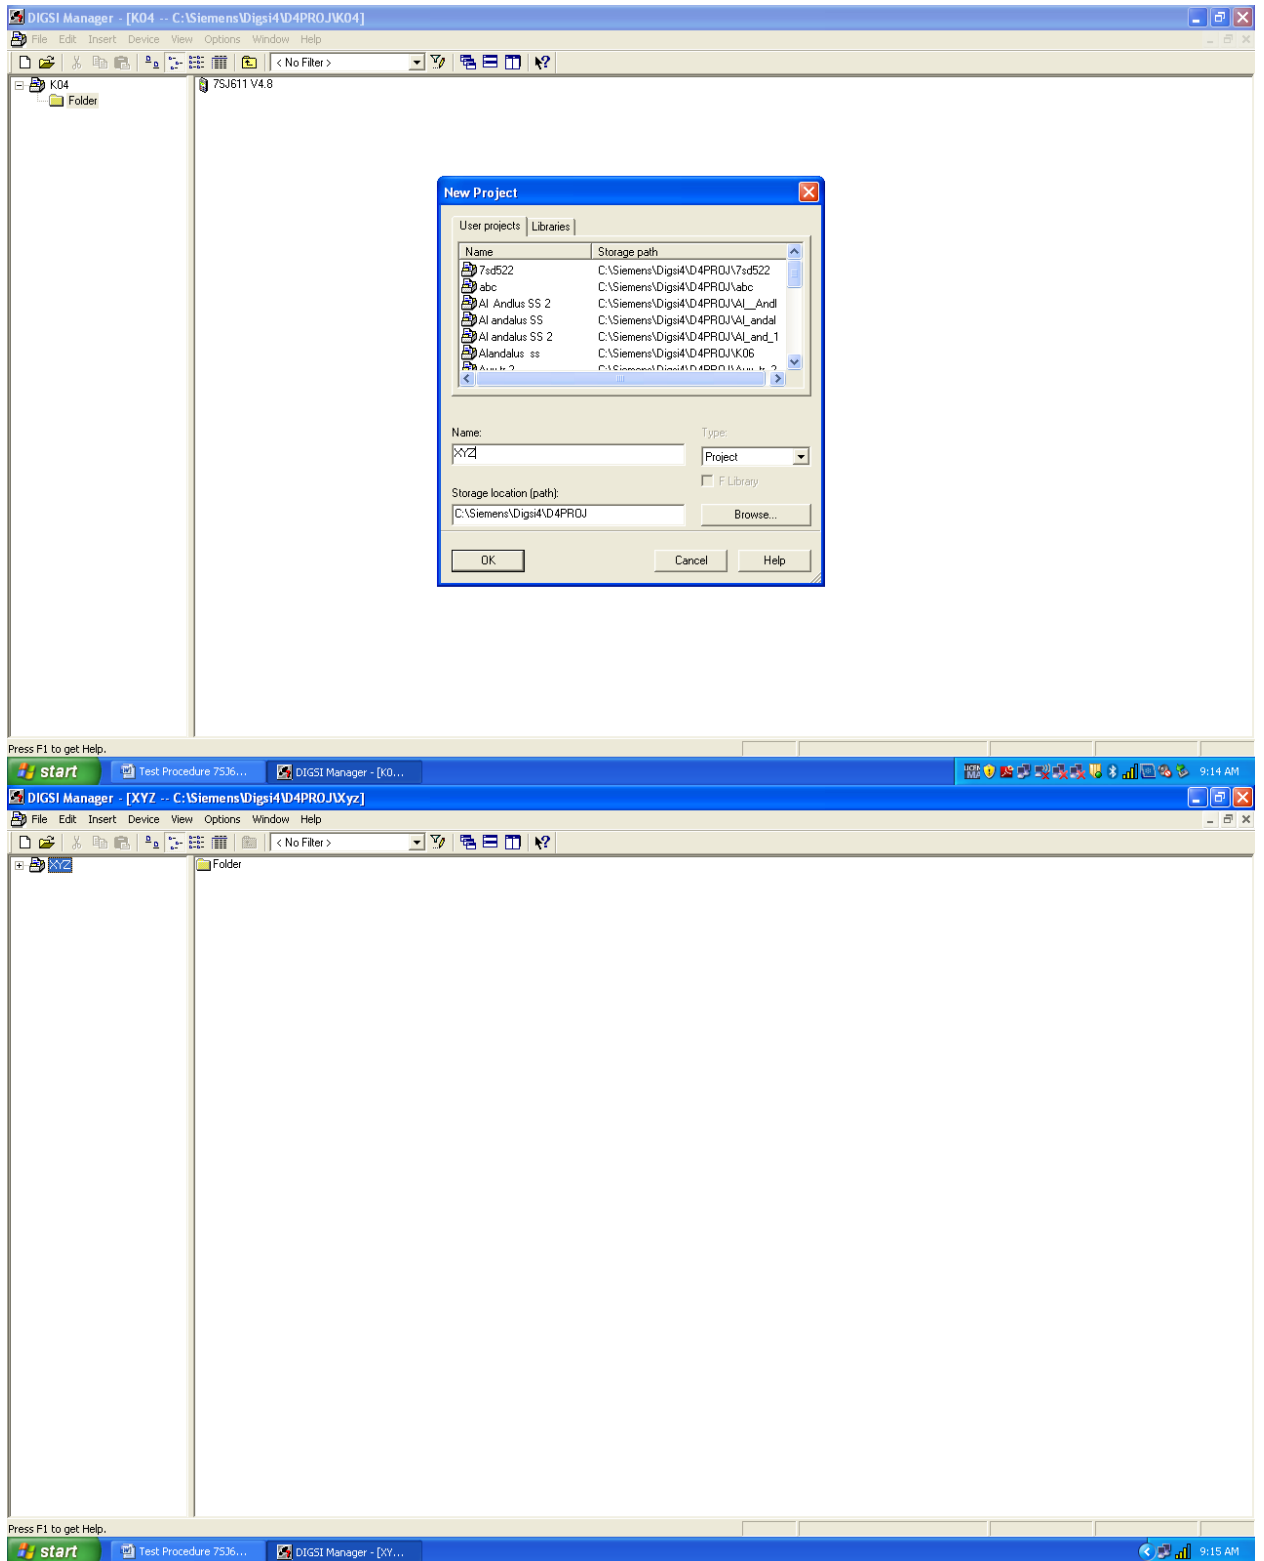 DIGSI Manager - [K04 -- C:\Siemens\Digsi4\D4PROJ\K04]
File Edit Insert Device View Options Window Help
< No Filter >
K04
Folder
7SJ611 V4.8
New Project
User projects Libraries
Name Storage path
7sd522 C:\Siemens\Digsi4\D4PROJ\7sd522
abc C:\Siemens\Digsi4\D4PROJ\abc
Al Andlus SS 2 C:\Siemens\Digsi4\D4PROJ\Al__Andl
Al andalus SS C:\Siemens\Digsi4\D4PROJ\Al_andal
Al andalus SS 2 C:\Siemens\Digsi4\D4PROJ\Al_and_1
Alandalus ss C:\Siemens\Digsi4\D4PROJ\K06
Name:
Type:
XYZ
Project
F Library
Storage location (path):
C:\Siemens\Digsi4\D4PROJ
Browse...
OK Cancel Help
Press F1 to get Help.
start Test Procedure 7SJ6... DIGSI Manager - [K0... 9:14 AM
DIGSI Manager - [XYZ -- C:\Siemens\Digsi4\D4PROJ\Xyz]
File Edit Insert Device View Options Window Help
< No Filter >
XYZ
Folder
Press F1 to get Help.
start Test Procedure 7SJ6... DIGSI Manager - [XY... 9:15 AM